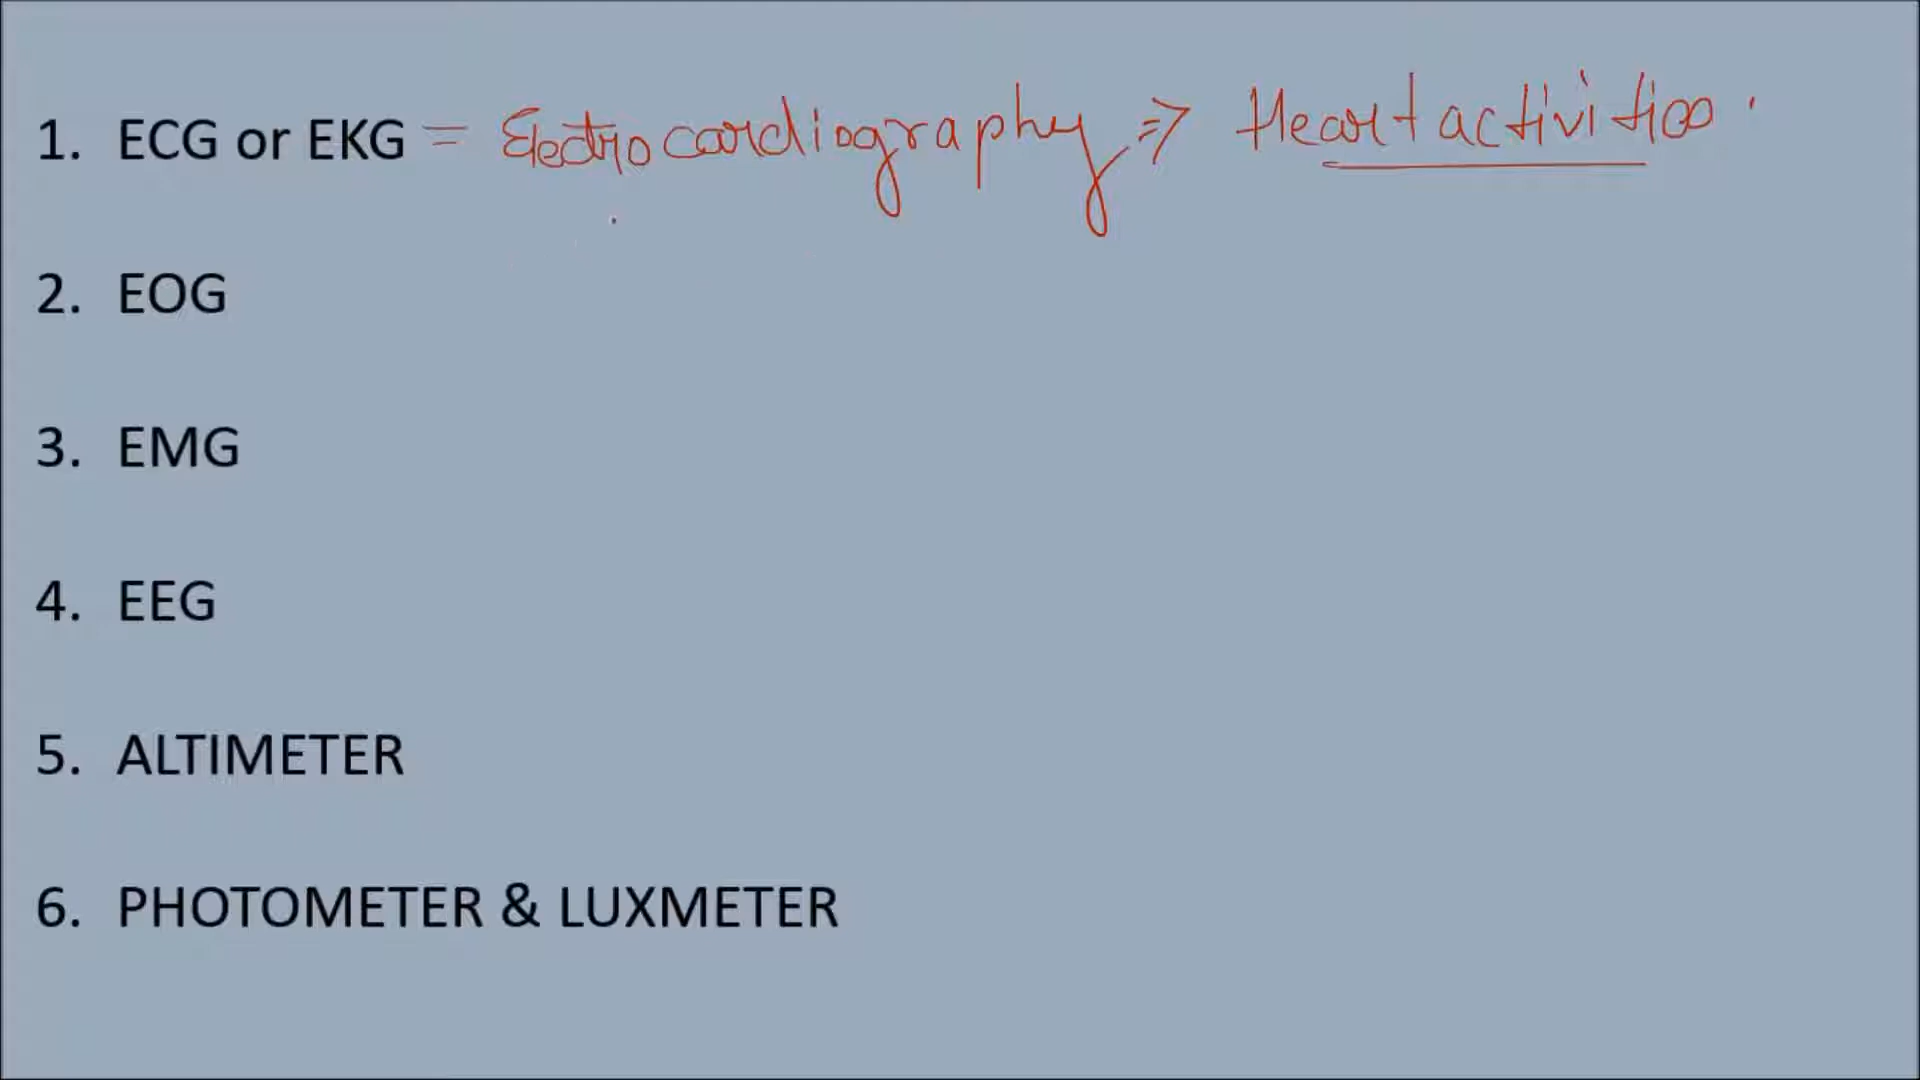 1. ECG or EKG = Electrocardiography ⇒ Heart activities.
2. EOG
3. EMG
4. EEG
5. ALTIMETER
6. PHOTOMETER & LUXMETER